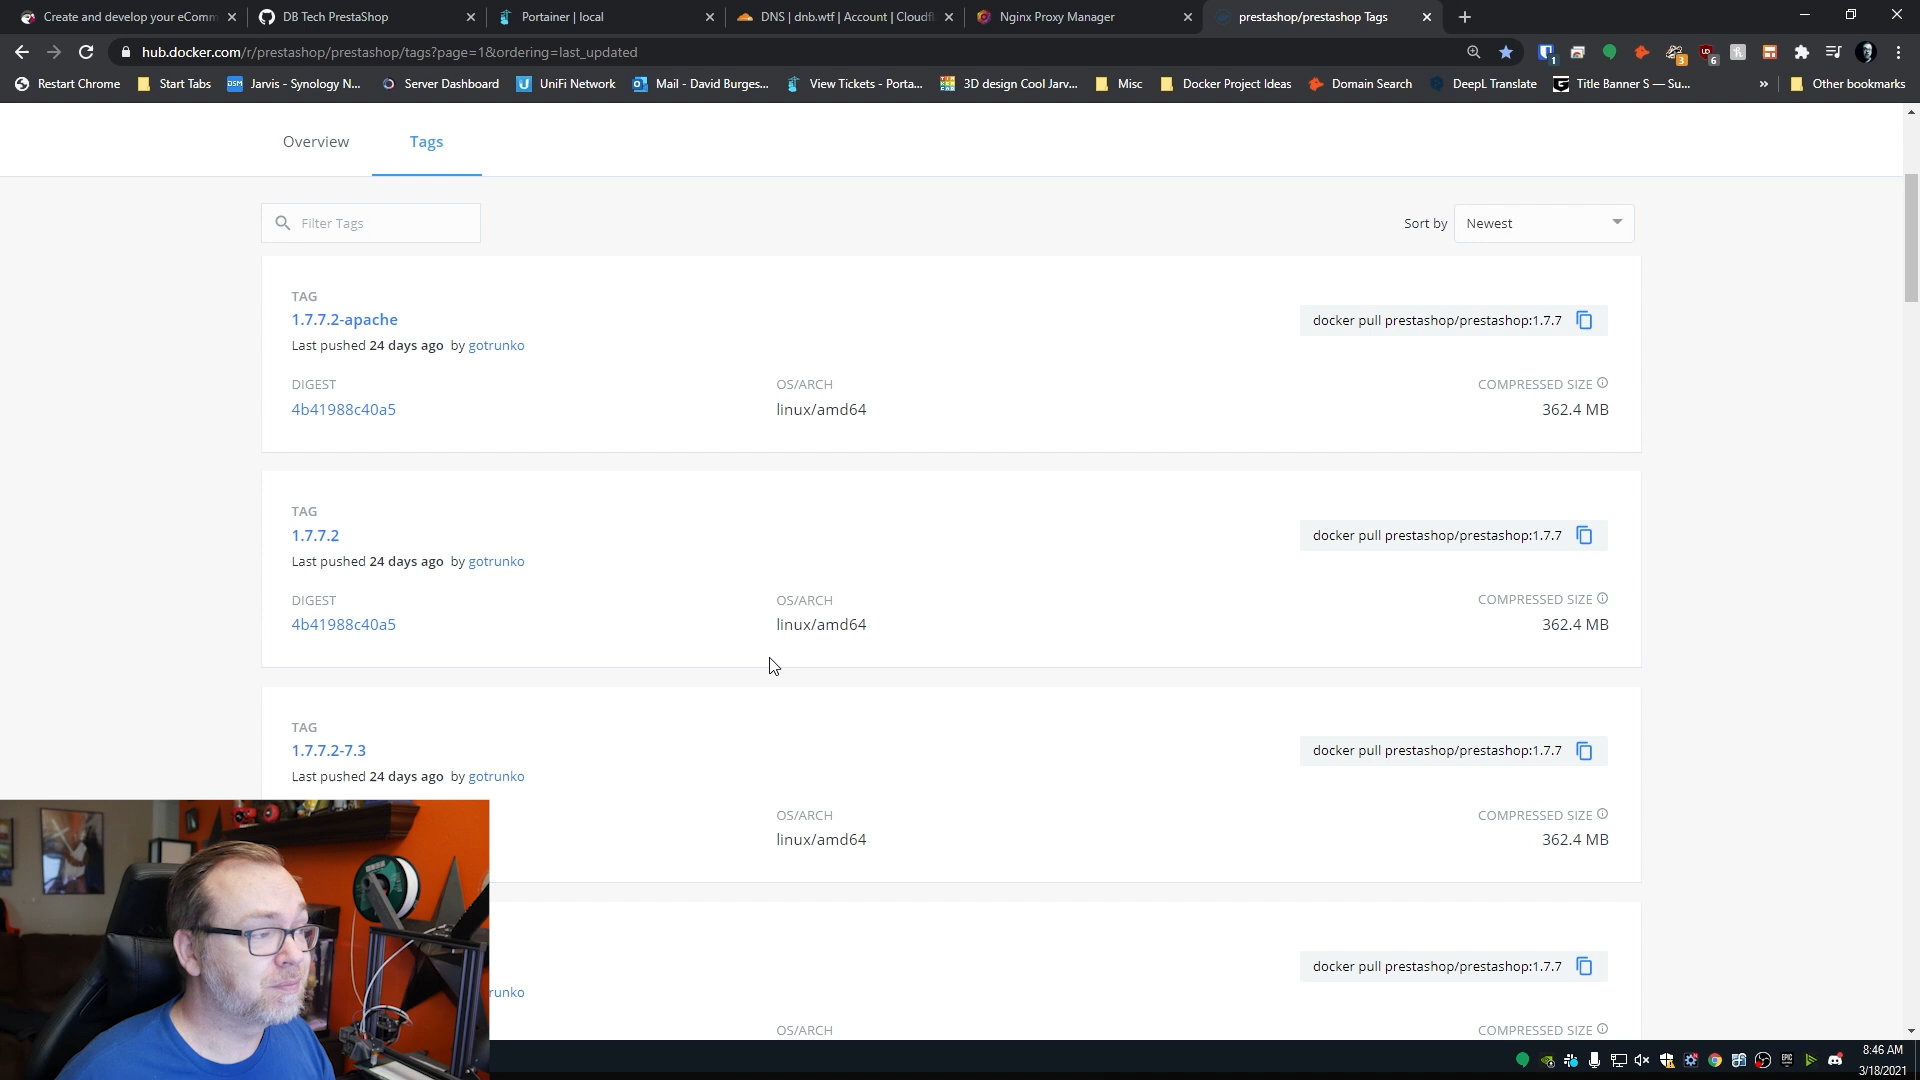 Create and develop your eComm
DB Tech PrestaShop
Portainer | local
DNS | dnb.wtf | Account | Cloudfl
Nginx Proxy Manager
prestashop/prestashop Tags
hub.docker.com/r/prestashop/prestashop/tags?page=1&ordering=last_updated
Restart Chrome
Start Tabs
DSM
Jarvis - Synology N...
Server Dashboard
UniFi Network
Mail - David Burges...
View Tickets - Porta...
3D design Cool Jarv...
Misc
Docker Project Ideas
Domain Search
DeepL Translate
Title Banner S — Su...
»
Other bookmarks
Overview
Tags
Filter Tags
Sort by
Newest
TAG
1.7.7.2-apache
docker pull prestashop/prestashop:1.7.7
Last pushed 24 days ago by gotrunko
DIGEST
OS/ARCH
COMPRESSED SIZE
4b41988c40a5
linux/amd64
362.4 MB
TAG
1.7.7.2
docker pull prestashop/prestashop:1.7.7
Last pushed 24 days ago by gotrunko
DIGEST
OS/ARCH
COMPRESSED SIZE
4b41988c40a5
linux/amd64
362.4 MB
TAG
1.7.7.2-7.3
docker pull prestashop/prestashop:1.7.7
Last pushed 24 days ago by gotrunko
OS/ARCH
COMPRESSED SIZE
linux/amd64
362.4 MB
docker pull prestashop/prestashop:1.7.7
runko
OS/ARCH
COMPRESSED SIZE
8:46 AM
3/18/2021